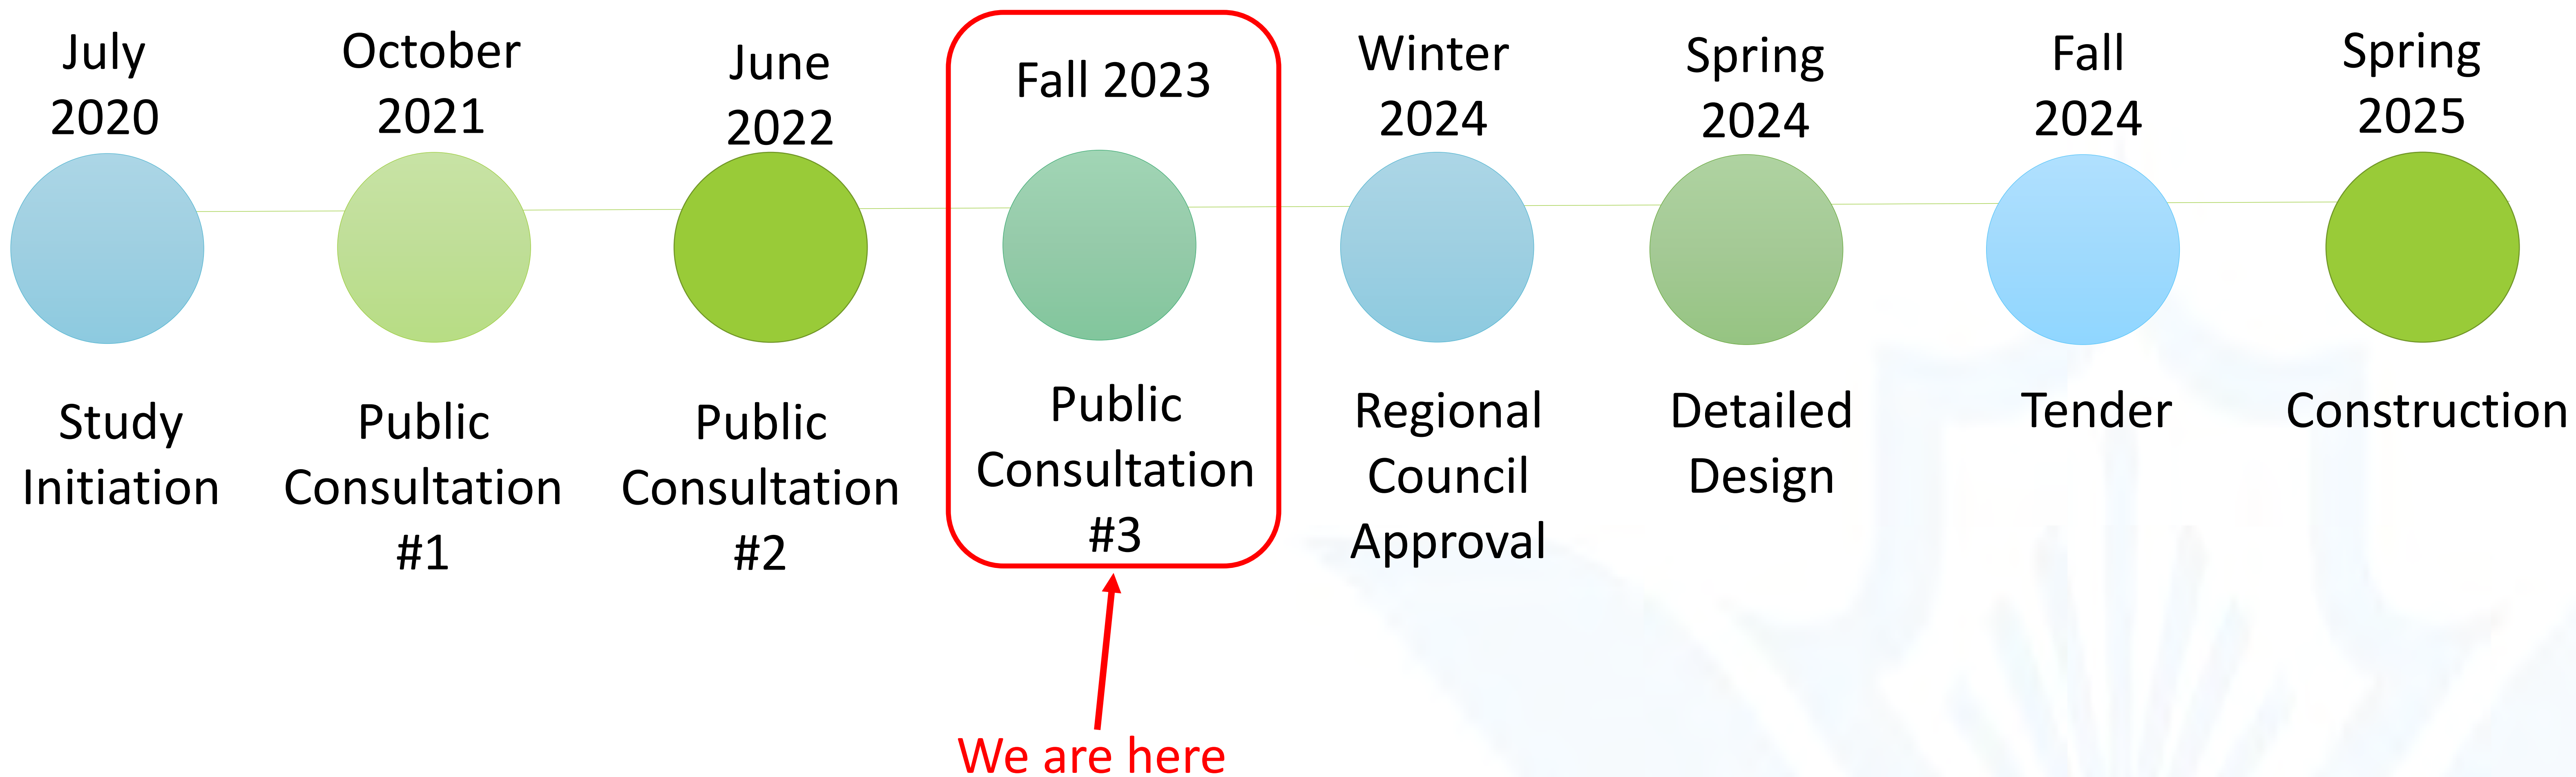 July
2020
October
2021
June
2022
Fall 2023
Winter
2024
Spring
2024
Fall
2024
Spring
2025
Study
Initiation
Public
Consultation
#1
Public
Consultation
#2
Public
Consultation
#3
Regional
Council
Approval
Detailed
Design
Tender
Construction
We are here